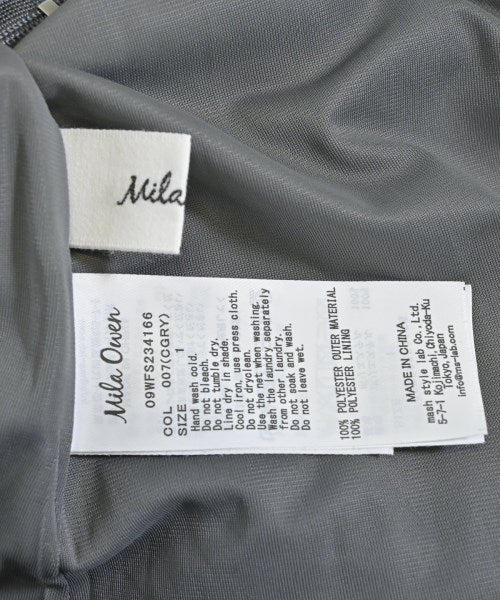 Mila
Mila Owen
09WFS234166
COL 007(CGRY)
SIZE 1
Hand wash cold.
Do not bleach.
Do not tumble dry.
Line dry in shade.
Cool iron, use press cloth.
Do not dryclean.
Use the net when washing.
Wash the laundry separately
from other laundry.
Do not soak and wash.
Do not leave wet.
100% POLYESTER OUTER MATERIAL
100% POLYESTER LINING
MADE IN CHINA
mash style lab Co., Ltd.
5-7-1 Kojimachi, Chiyoda-Ku
Tokyo, Japan
info@ms-lab.com